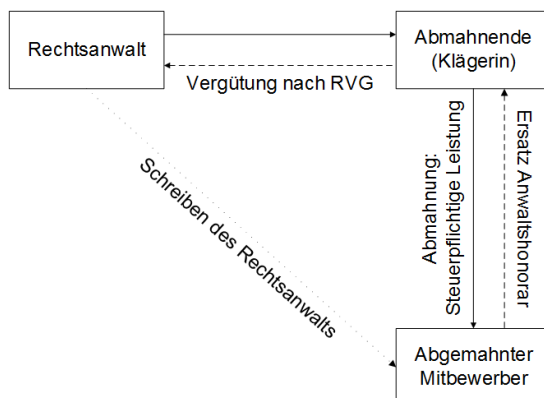 Rechtsanwalt
Abmahnende
(Klägerin)
Vergütung nach RVG
Schreiben des Rechtsanwalts
Abmahnung:
Steuerpflichtige Leistung
Ersatz Anwaltshonorar
Abgemahnter
Mitbewerber